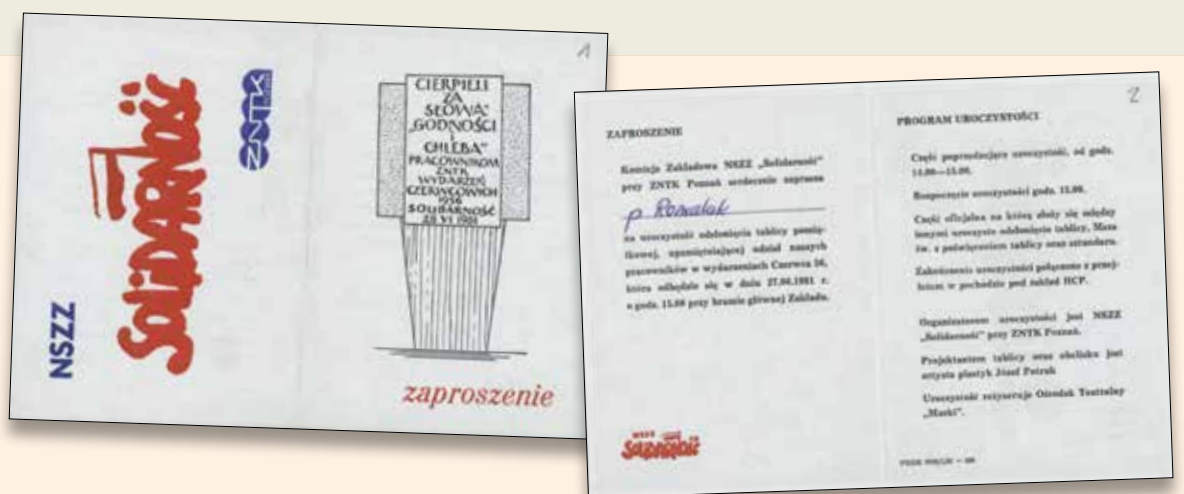 NSZZ
SOLIDARNOŚĆ
ZNTK
1
CIERPIELI
ZA
SŁOWA:
„GODNOŚCI
I
CHLEBA”
PRACOWNIKOM
ZNTK
WYDARZEŃ
CZERWCOWYCH
1956
SOLIDARNOŚĆ
28 VI 1981
zaproszenie
2
ZAPROSZENIE
Komisja Zakładowa NSZZ „Solidarność”
przy ZNTK Poznań serdecznie zaprasza
p.
na uroczystość odsłonięcia tablicy pamią-
tkowej, upamiętniającej udział naszych
pracowników w wydarzeniach Czerwca 56,
która odbędzie się w dniu 27.06.1981 r.
o godz. 15.00 przy bramie głównej Zakładu.
NSZZ
SOLIDARNOŚĆ
PROGRAM UROCZYSTOŚCI
Część poprzedzająca uroczystość, od godz.
14.00—15.00.
Rozpoczęcie uroczystości godz. 15.00.
Część oficjalna na którą złoży się między
innymi uroczyste odsłonięcie tablicy, Msza
św. z poświęceniem tablicy oraz sztandaru.
Zakończenie uroczystości połączone z przej-
ściem w pochodzie pod zakład HCP.
Organizatorem uroczystości jest NSZZ
„Solidarność” przy ZNTK Poznań.
Projektantem tablicy oraz obelisku jest
artysta plastyk Józef Petruk
Uroczystość reżyseruje Ośrodek Teatralny
„Maski”.